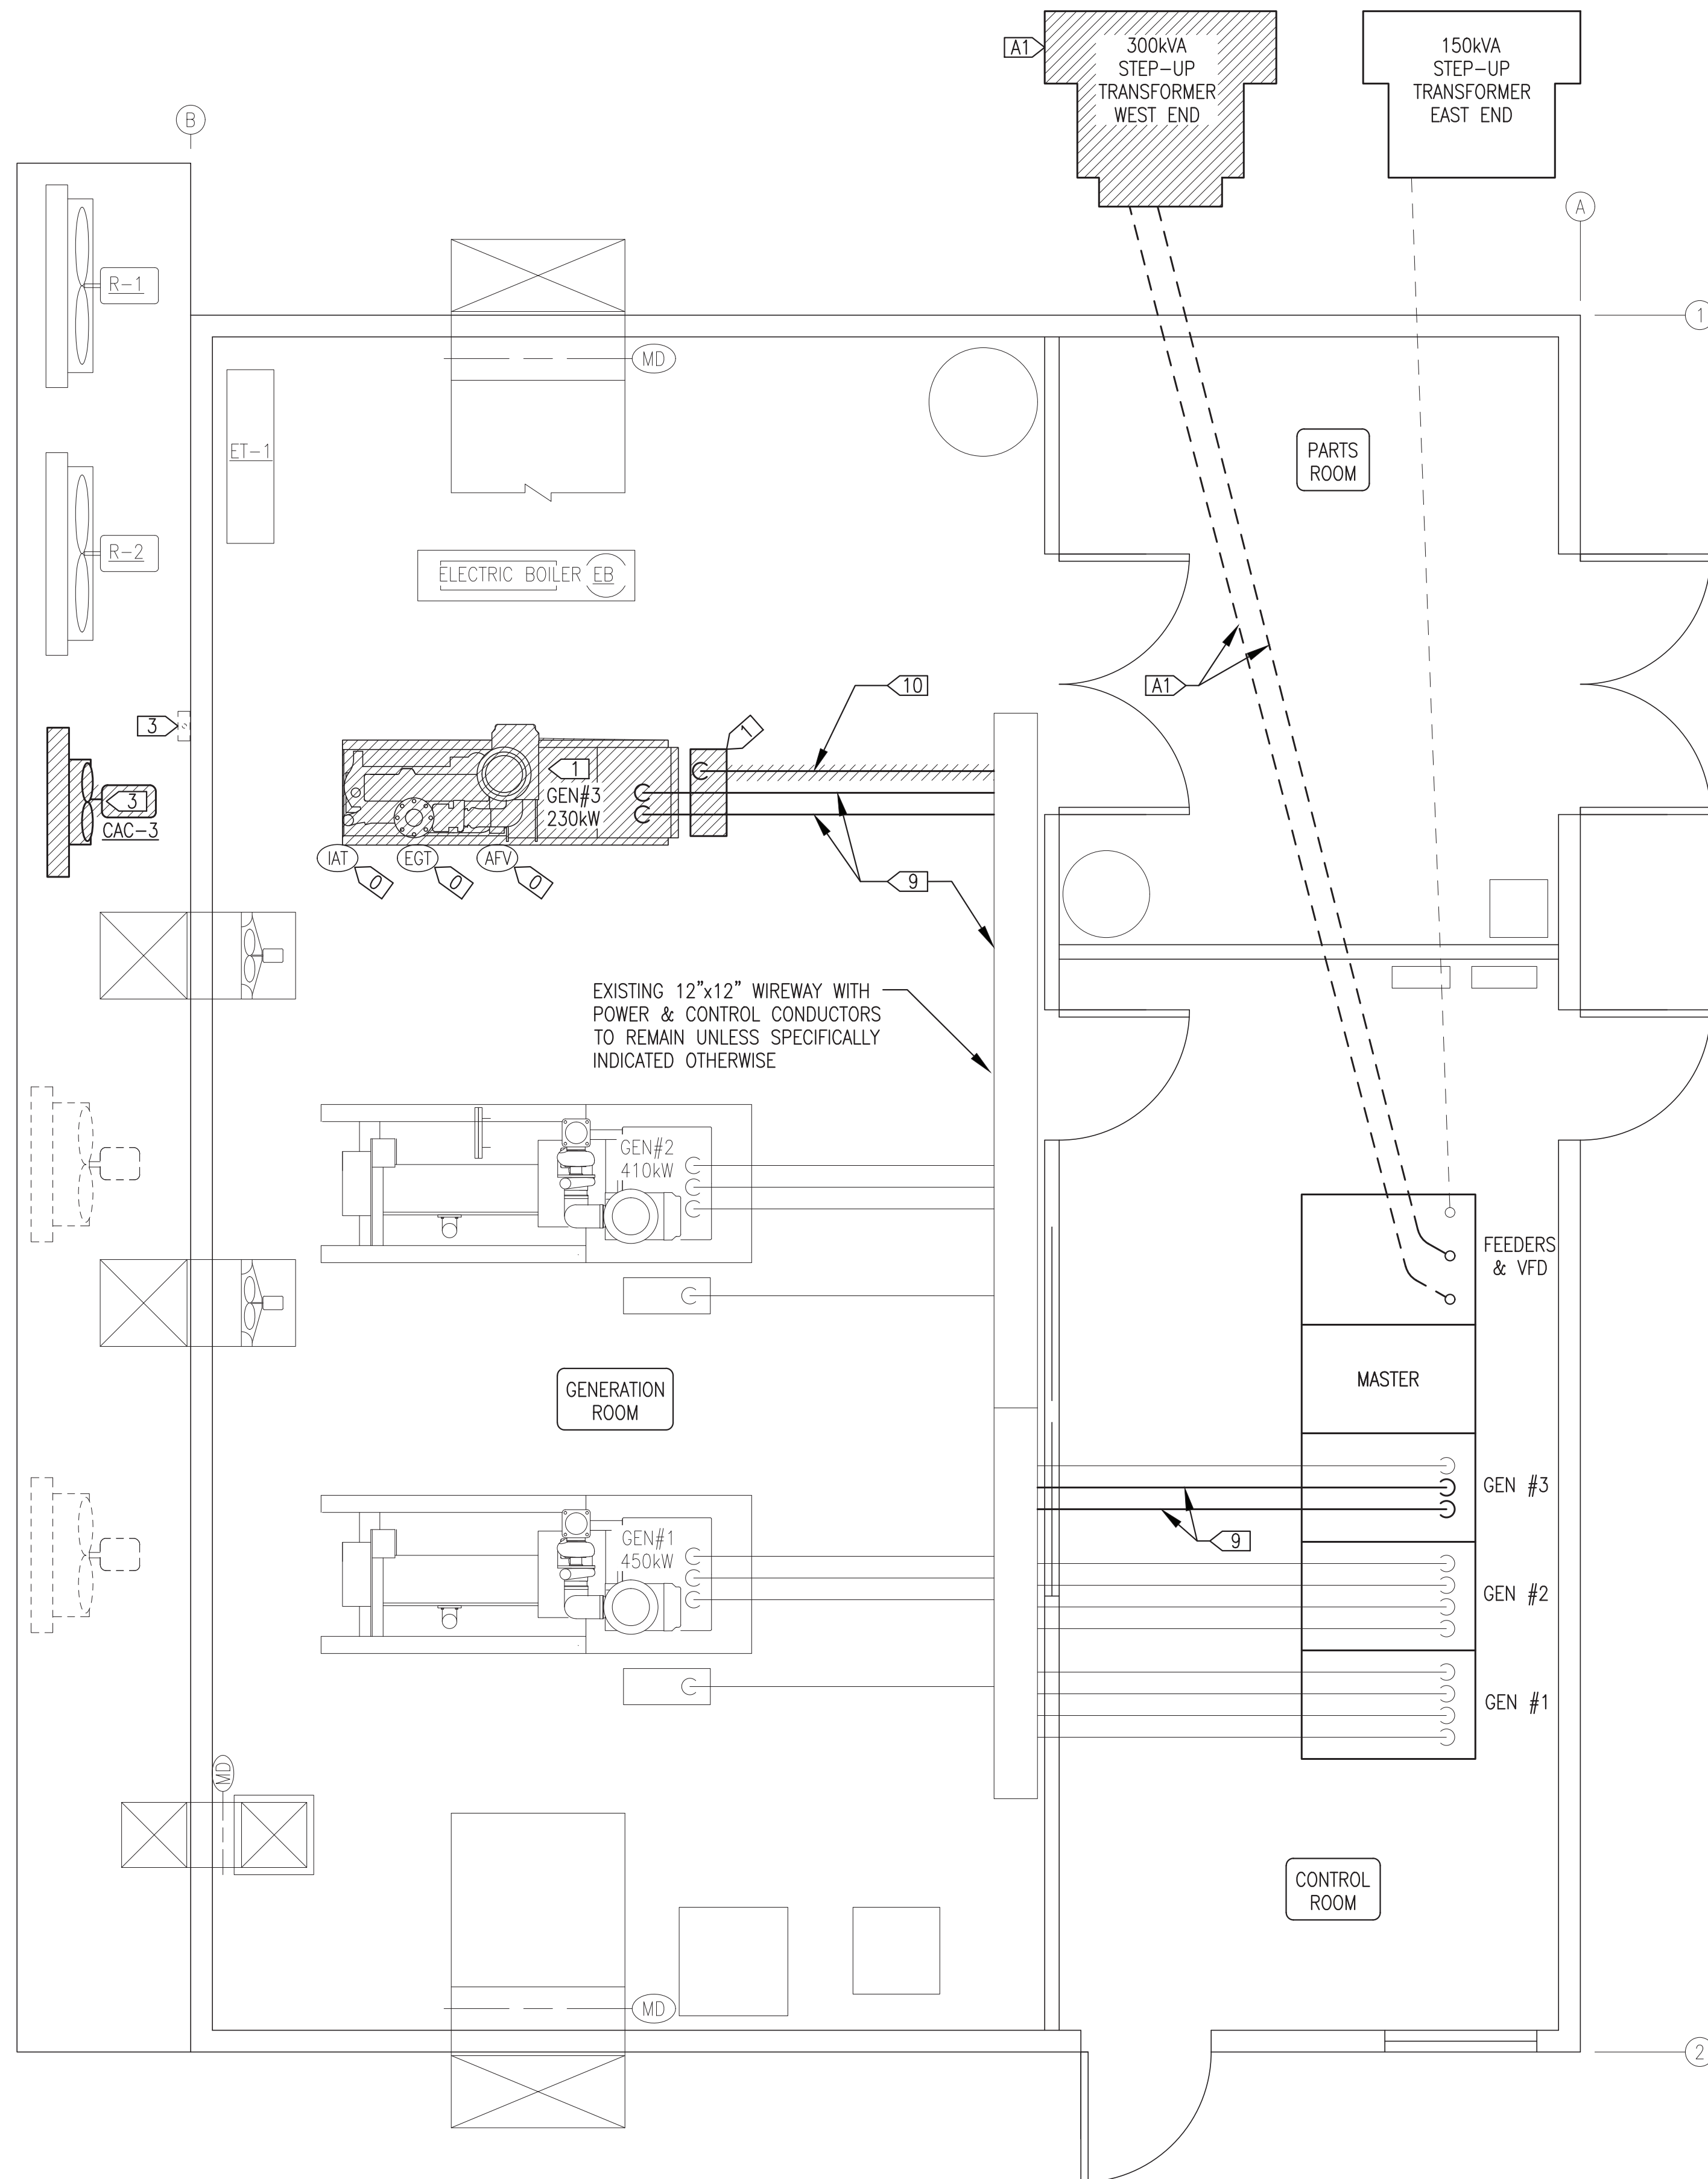 A1
300kVA
STEP-UP
TRANSFORMER
WEST END
150kVA
STEP-UP
TRANSFORMER
EAST END
B
A
R-1
1
MD
ET-1
PARTS
ROOM
R-2
ELECTRIC BOILER EB
10
A1
3
1
1
GEN#3
230kW
3
CAC-3
IAT
EGT
AFV
0
0
0
9
EXISTING 12"x12" WIREWAY WITH
POWER & CONTROL CONDUCTORS
TO REMAIN UNLESS SPECIFICALLY
INDICATED OTHERWISE
GEN#2
410kW
FEEDERS
& VFD
MASTER
GENERATION
ROOM
GEN #3
9
GEN#1
450kW
GEN #2
GEN #1
MD
CONTROL
ROOM
MD
2